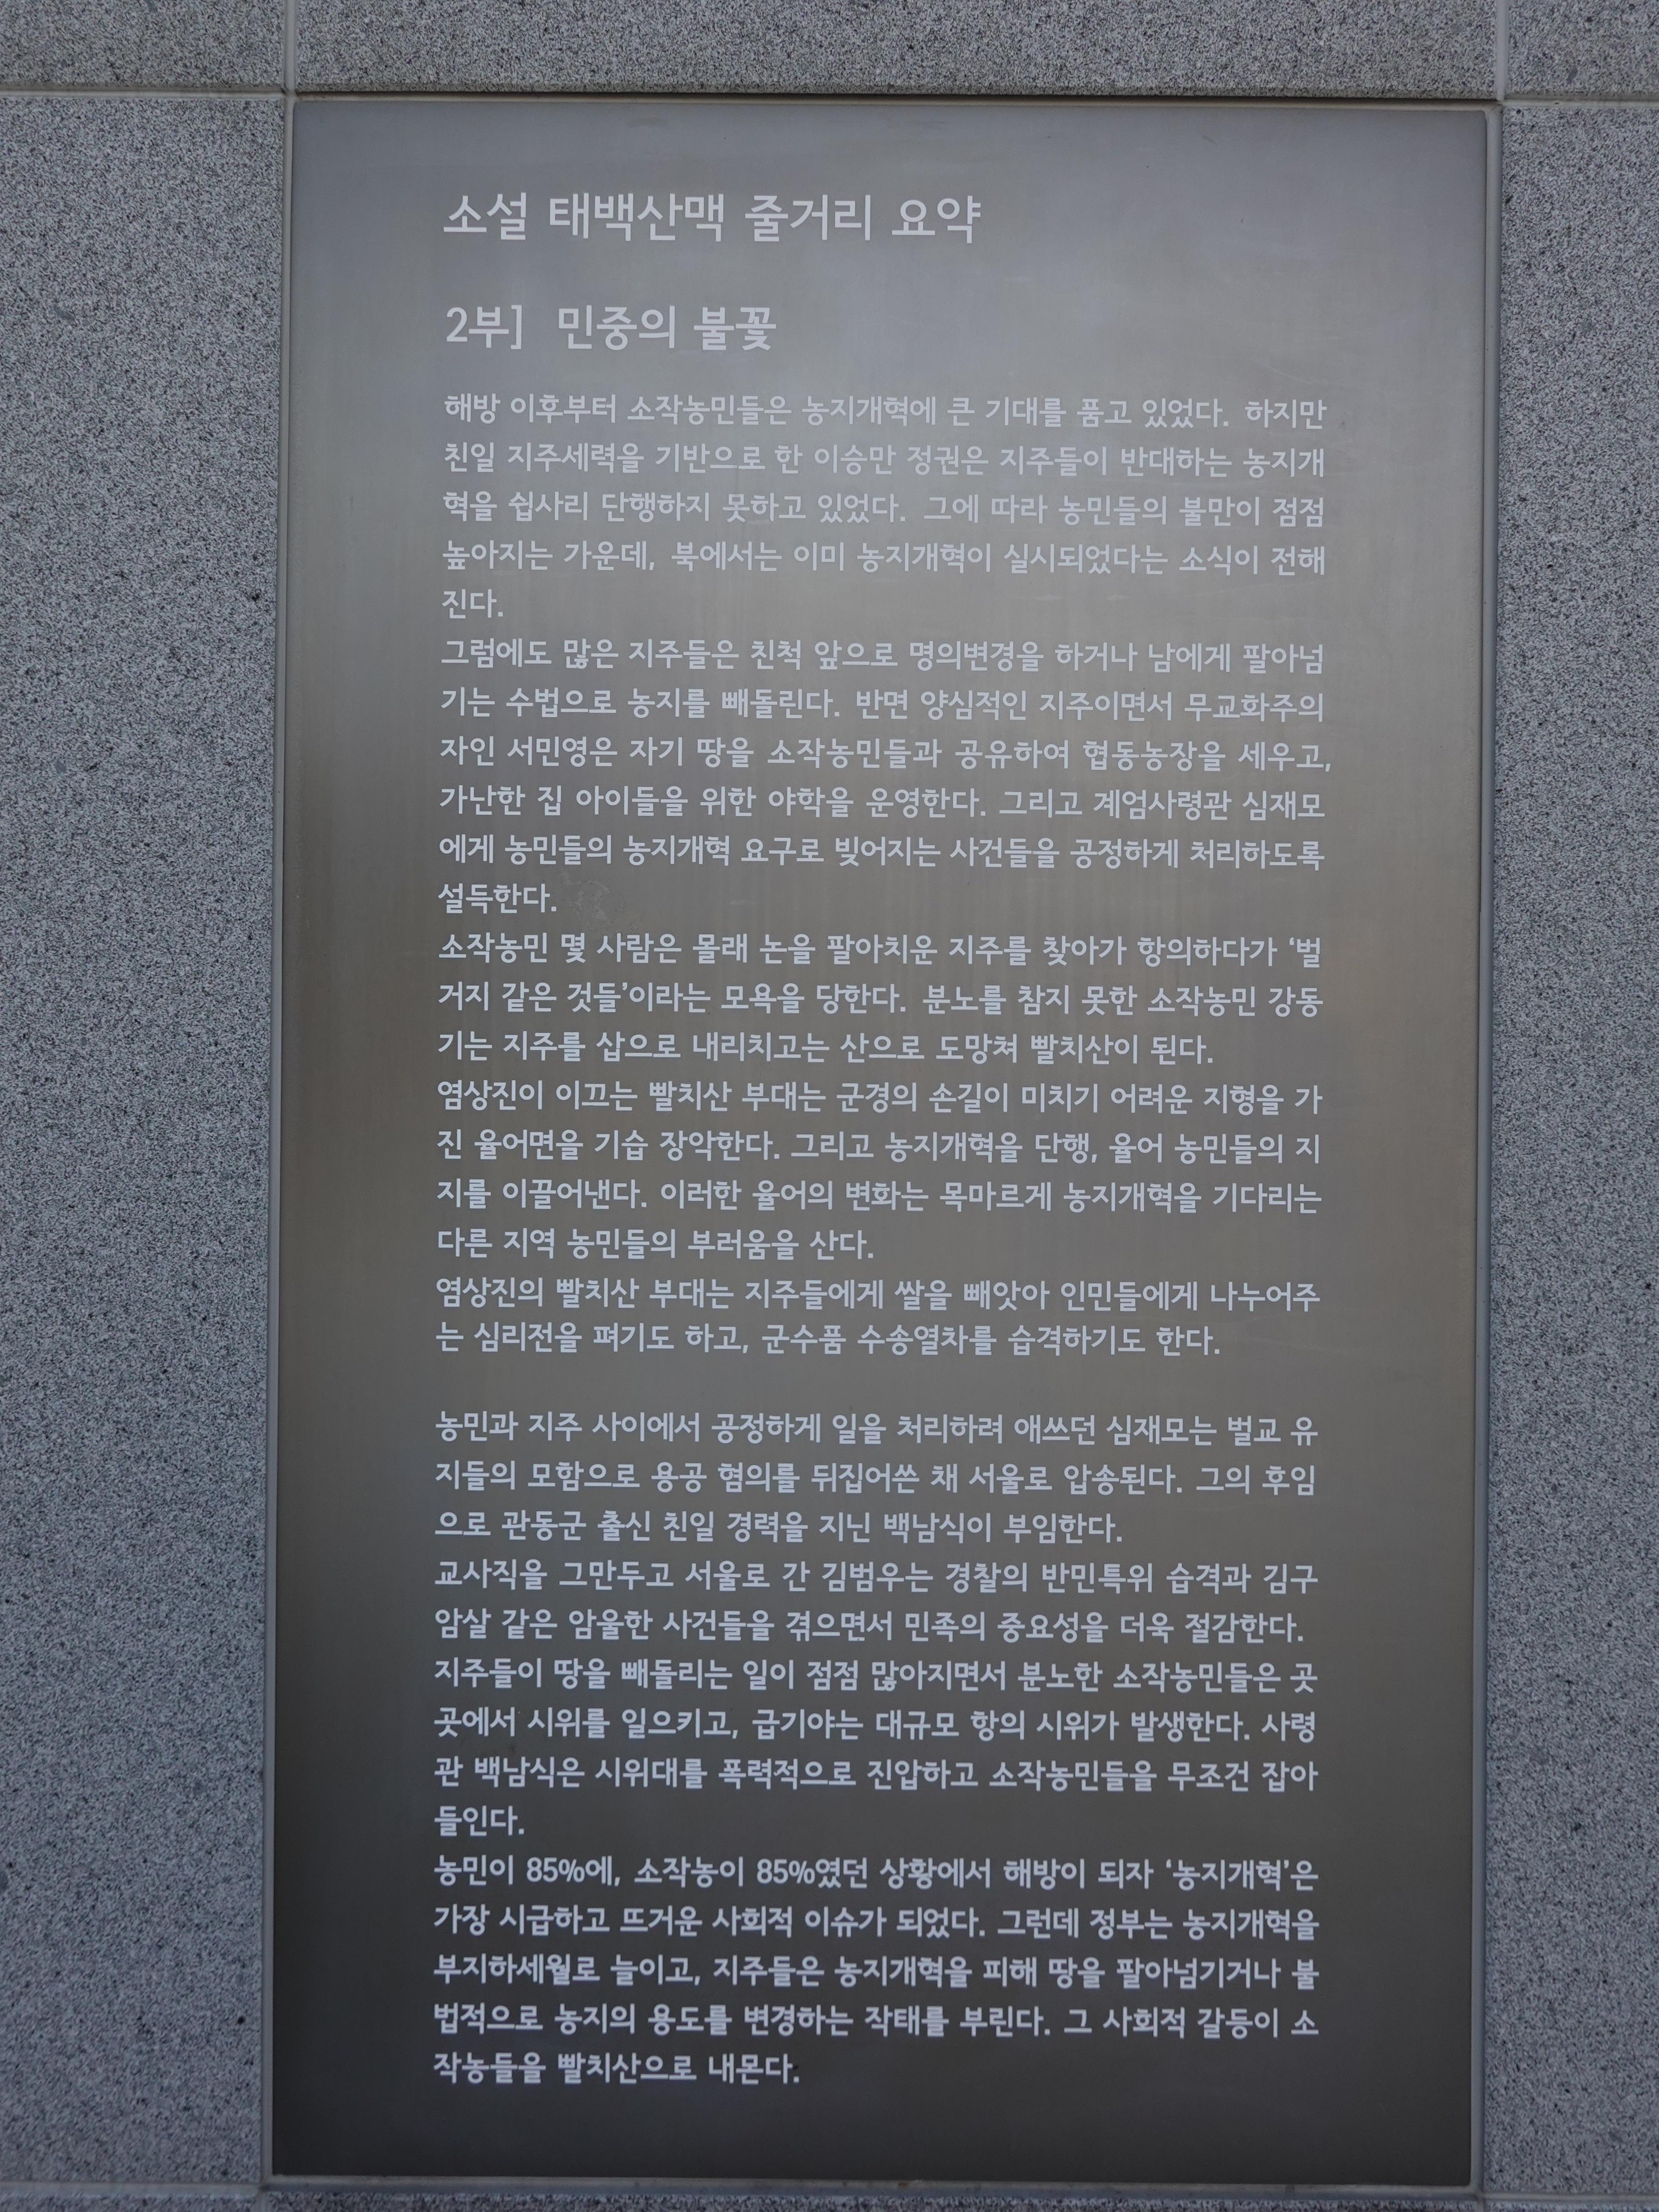 소설 태백산맥 줄거리 요약
2부] 민중의 불꽃
해방 이후부터 소작농민들은 농지개혁에 큰 기대를 품고 있었다. 하지만
친일 지주세력을 기반으로 한 이승만 정권은 지주들이 반대하는 농지개
혁을 쉽사리 단행하지 못하고 있었다. 그에 따라 농민들의 불만이 점점
높아지는 가운데, 북에서는 이미 농지개혁이 실시되었다는 소식이 전해
진다.
그럼에도 많은 지주들은 친척 앞으로 명의변경을 하거나 남에게 팔아넘
기는 수법으로 농지를 빼돌린다. 반면 양심적인 지주이면서 무교화주의
자인 서민영은 자기 땅을 소작농민들과 공유하여 협동농장을 세우고,
가난한 집 아이들을 위한 야학을 운영한다. 그리고 계엄사령관 심재모
에게 농민들의 농지개혁 요구로 빚어지는 사건들을 공정하게 처리하도록
설득한다.
소작농민 몇 사람은 몰래 논을 팔아치운 지주를 찾아가 항의하다가 ‘벌
거지 같은 것들’이라는 모욕을 당한다. 분노를 참지 못한 소작농민 강동
기는 지주를 삽으로 내리치고는 산으로 도망쳐 빨치산이 된다.
염상진이 이끄는 빨치산 부대는 군경의 손길이 미치기 어려운 지형을 가
진 율어면을 기습 장악한다. 그리고 농지개혁을 단행, 율어 농민들의 지
지를 이끌어낸다. 이러한 율어의 변화는 목마르게 농지개혁을 기다리는
다른 지역 농민들의 부러움을 산다.
염상진의 빨치산 부대는 지주들에게 쌀을 빼앗아 인민들에게 나누어주
는 심리전을 펴기도 하고, 군수품 수송열차를 습격하기도 한다.
농민과 지주 사이에서 공정하게 일을 처리하려 애쓰던 심재모는 벌교 유
지들의 모함으로 용공 혐의를 뒤집어쓴 채 서울로 압송된다. 그의 후임
으로 관동군 출신 친일 경력을 지닌 백남식이 부임한다.
교사직을 그만두고 서울로 간 김범우는 경찰의 반민특위 습격과 김구
암살 같은 암울한 사건들을 겪으면서 민족의 중요성을 더욱 절감한다.
지주들이 땅을 빼돌리는 일이 점점 많아지면서 분노한 소작농민들은 곳
곳에서 시위를 일으키고, 급기야는 대규모 항의 시위가 발생한다. 사령
관 백남식은 시위대를 폭력적으로 진압하고 소작농민들을 무조건 잡아
들인다.
농민이 85%에, 소작농이 85%였던 상황에서 해방이 되자 ‘농지개혁’은
가장 시급하고 뜨거운 사회적 이슈가 되었다. 그런데 정부는 농지개혁을
부지하세월로 늘이고, 지주들은 농지개혁을 피해 땅을 팔아넘기거나 불
법적으로 농지의 용도를 변경하는 작태를 부린다. 그 사회적 갈등이 소
작농들을 빨치산으로 내몬다.